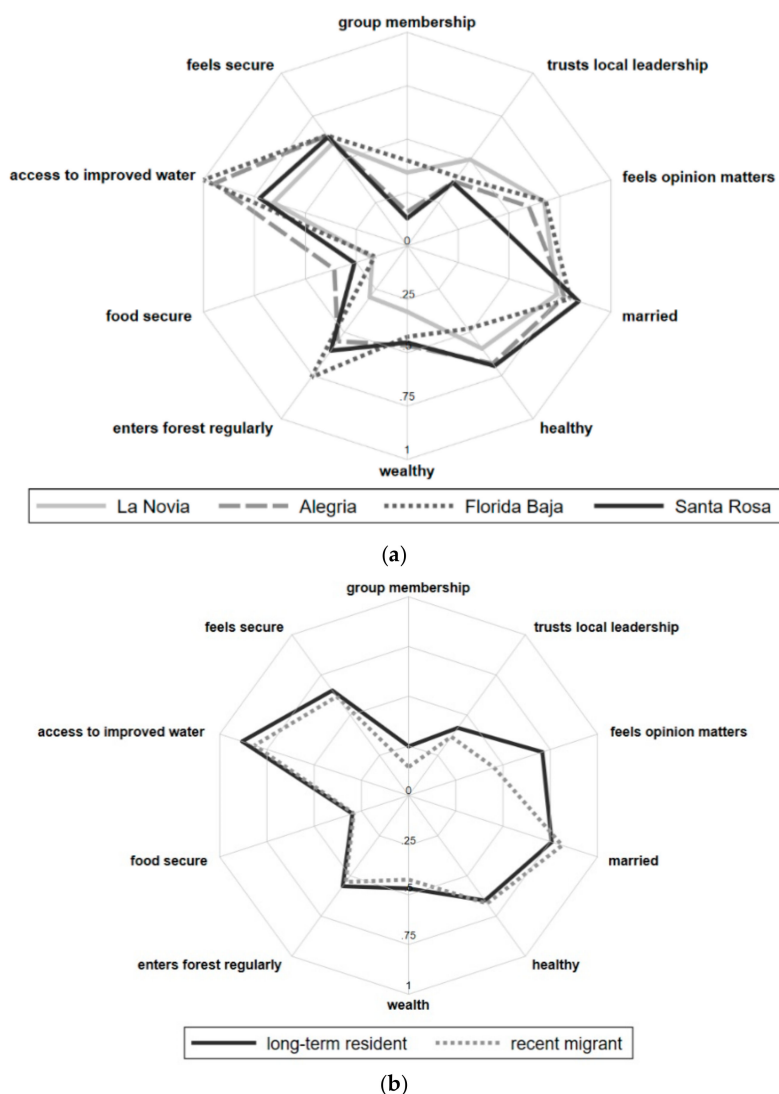 group membership
feels secure
trusts local leadership
access to improved water
feels opinion matters
0
food secure
.25
married
.75
enters forest regularly
healthy
1
wealthy
La Novia Alegria Florida Baja Santa Rosa
(a)
group membership
feels secure
trusts local leadership
access to improved water
feels opinion matters
0
.25
food secure
married
.75
enters forest regularly
healthy
1
wealth
long-term resident recent migrant
(b)